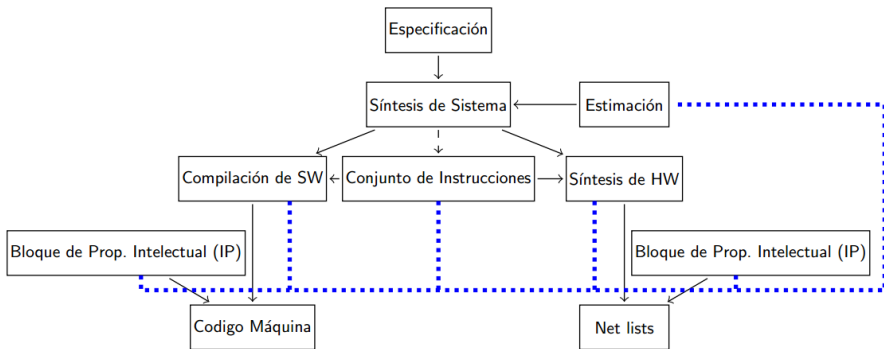 Especificación
Síntesis de Sistema
Estimación
Compilación de SW
Conjunto de Instrucciones
Síntesis de HW
Bloque de Prop. Intelectual (IP)
Bloque de Prop. Intelectual (IP)
Codigo Máquina
Net lists